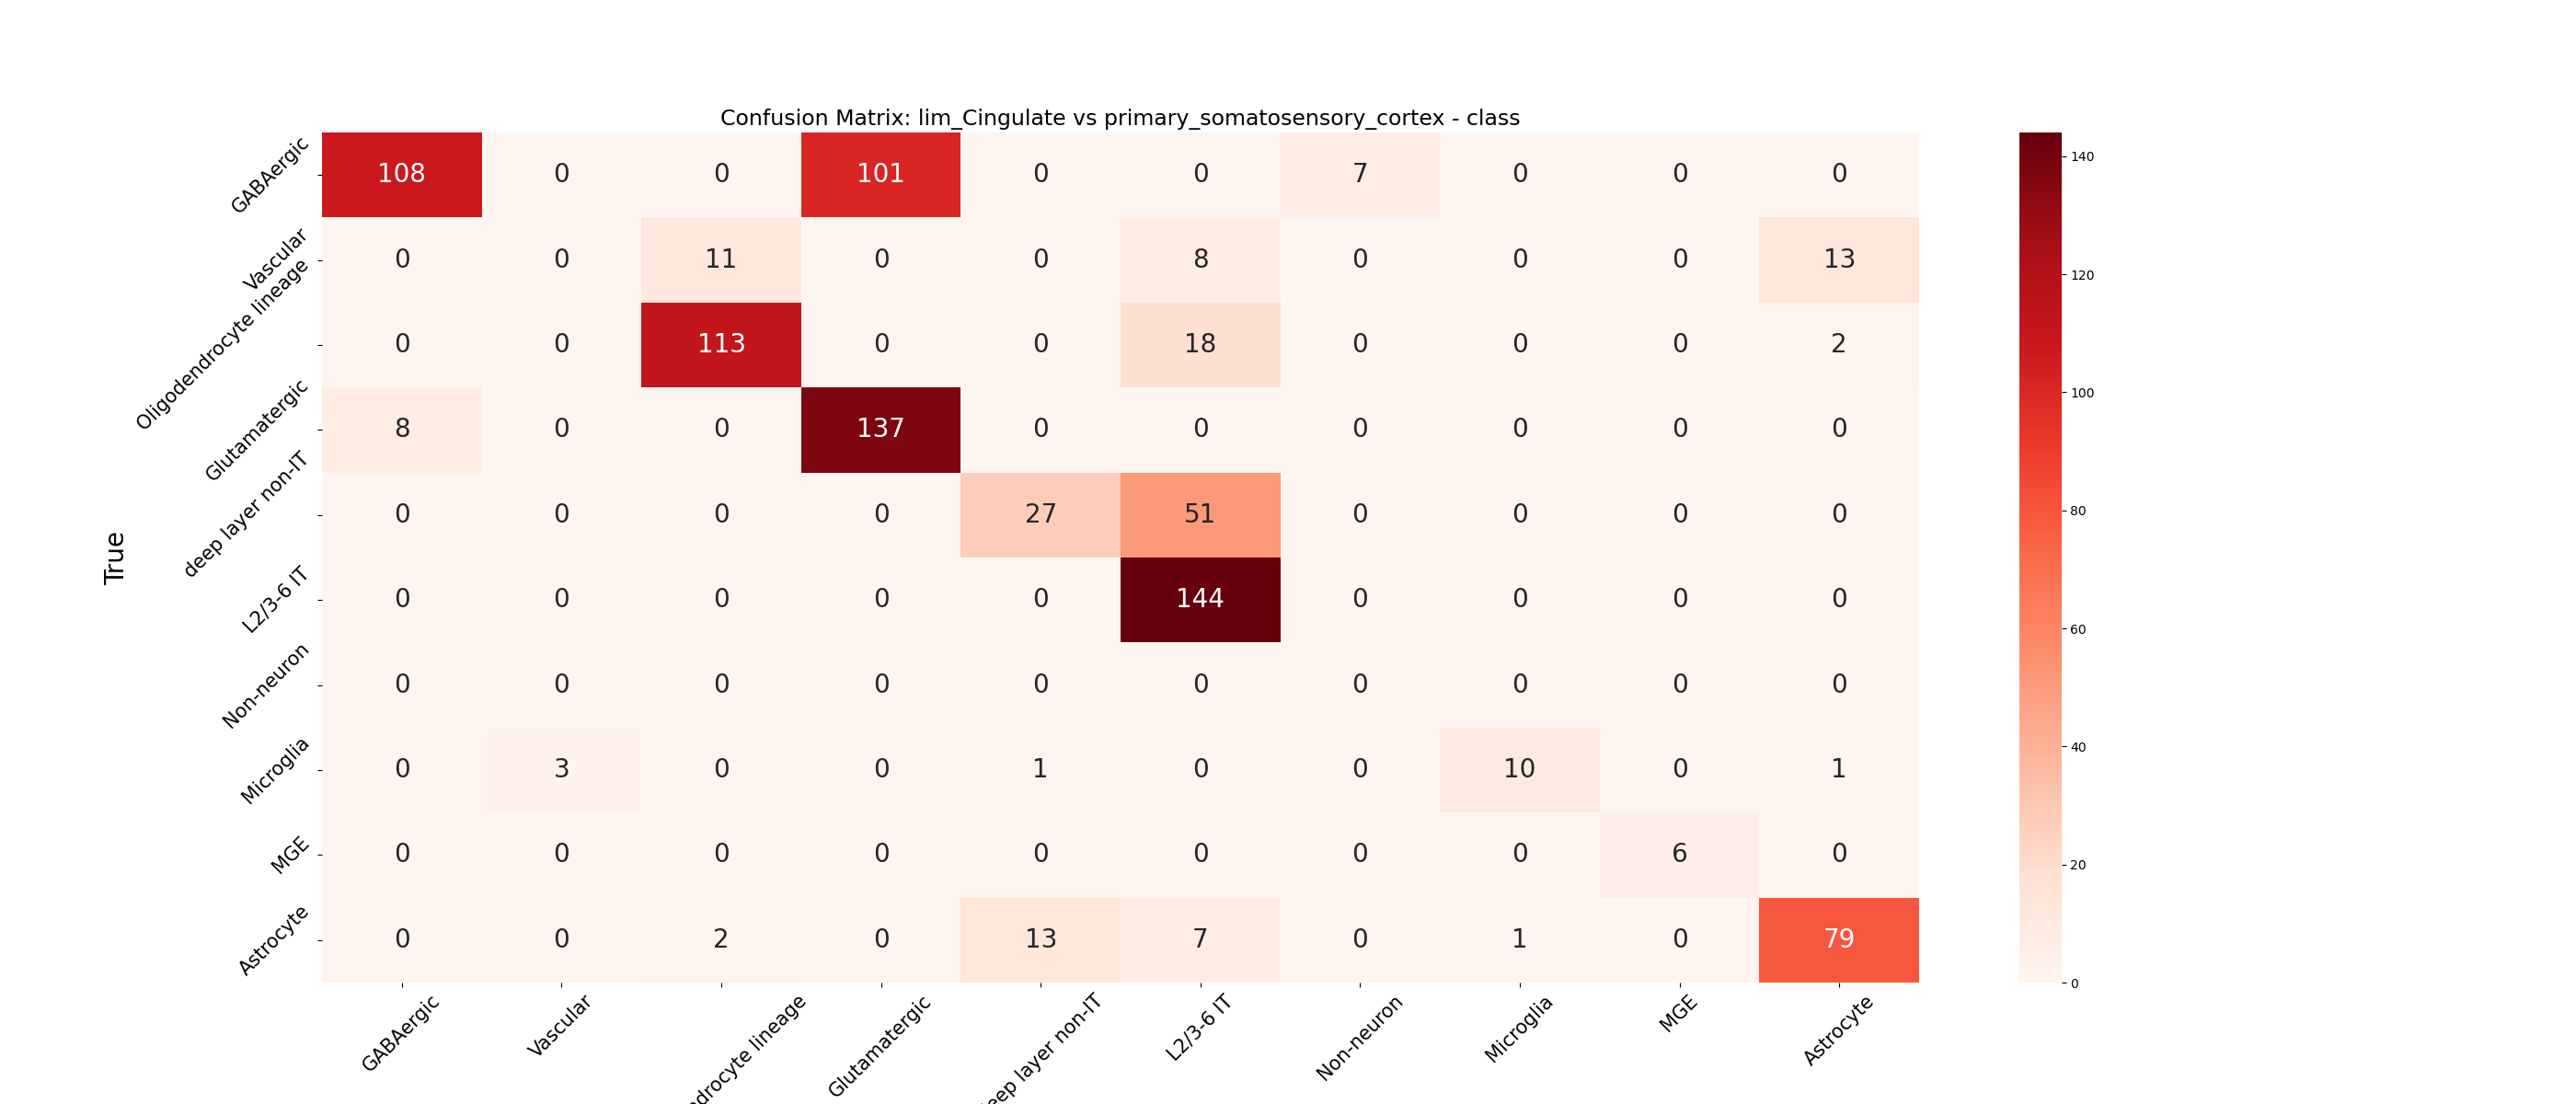 Confusion Matrix: lim_Cingulate vs primary_somatosensory_cortex - class
True
GABAergic 108 0 0 101 0 0 7 0 0 0
Vascular 0 0 11 0 0 8 0 0 0 13
Oligodendrocyte lineage 0 0 113 0 0 18 0 0 0 2
Glutamatergic 8 0 0 137 0 0 0 0 0 0
deep layer non-IT 0 0 0 0 27 51 0 0 0 0
L2/3-6 IT 0 0 0 0 0 144 0 0 0 0
Non-neuron 0 0 0 0 0 0 0 0 0 0
Microglia 0 3 0 0 1 0 0 10 0 1
MGE 0 0 0 0 0 0 0 0 6 0
Astrocyte 0 0 2 0 13 7 0 1 0 79
GABAergic Vascular ndrocyte lineage Glutamatergic eep layer non-IT L2/3-6 IT Non-neuron Microglia MGE Astrocyte
140
120
100
80
60
40
20
0